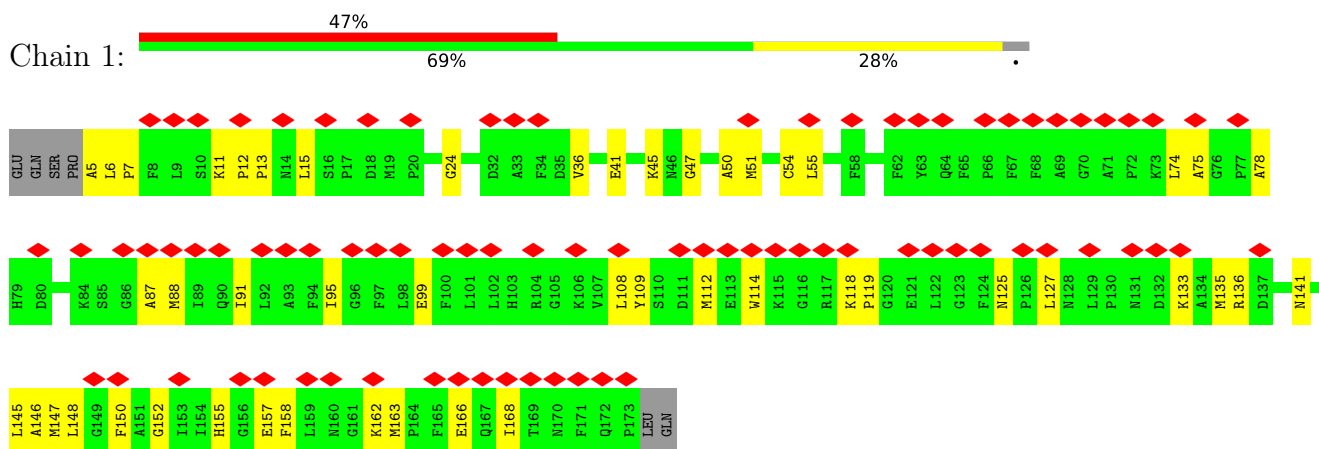 47%
Chain 1:
69% 28% •
GLU GLN SER PRO A5 L6 P7 F8 L9 S10 K11 P12 P13 N14 L15 S16 P17 D18 M19 P20 G24 D32 A33 F34 D35 V36 E41 K45 N46 G47 A50 M51 C54 L55 F58 F62 Y63 Q64 F65 P66 F67 F68 A69 G70 A71 P72 K73 L74 A75 G76 P77 A78
H79 D80 K84 S85 G86 A87 M88 I89 Q90 I91 L92 A93 F94 I95 G96 F97 L98 E99 F100 L101 L102 H103 R104 G105 K106 V107 L108 Y109 S110 D111 M112 E113 W114 K115 Q116 R117 K118 P119 G120 E121 L122 G123 F124 N125 P126 L127 N128 L129 P130 N131 D132 K133 A134 M135 R136 D137 N141
L145 A146 M147 L148 G149 F150 A151 G152 I153 I154 H155 G156 E157 F158 L159 N160 G161 K162 M163 P164 F165 E166 Q167 I168 T169 N170 F171 Q172 P173 LEU GLN